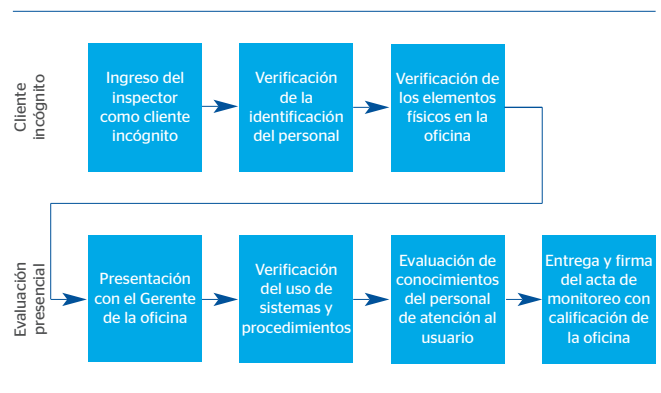 Cliente
incógnito
Ingreso del
inspector
como cliente
incógnito
Verificación
de la
identificación
del personal
Verificación de
los elementos
físicos en la
oficina
Evaluación
presencial
Presentación
con el Gerente
de la oficina
Verificación
del uso de
sistemas y
procedimientos
Evaluación de
conocimientos
del personal
de atención al
usuario
Entrega y firma
del acta de
monitoreo con
calificación de
la oficina